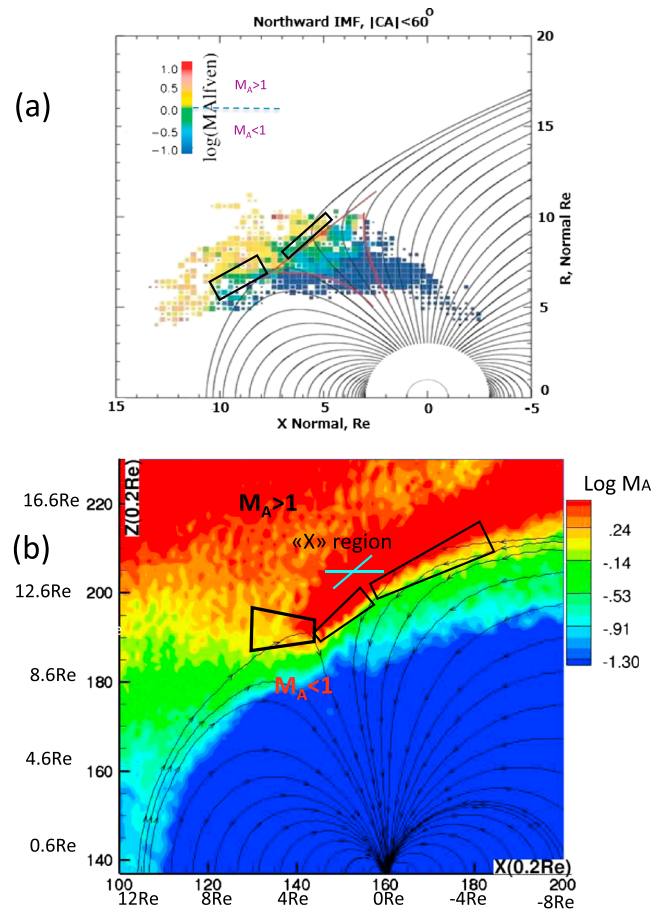 Northward IMF, |CA|<60°
(a)
1.0
0.5
0.0
-0.5
-1.0
log(MAlfven)
MA>1
MA<1
20
15
10
5
0
R, Normal Re
15 10 5 0 -5
X Normal, Re
(b)
Z(0.2Re)
16.6Re
12.6Re
8.6Re
4.6Re
0.6Re
220
200
180
160
140
MA>1
«X» region
MA<1
Log MA
.24
-.14
-.53
-.91
-1.30
X(0.2Re)
100 120 140 160 180 200
12Re 8Re 4Re 0Re -4Re -8Re